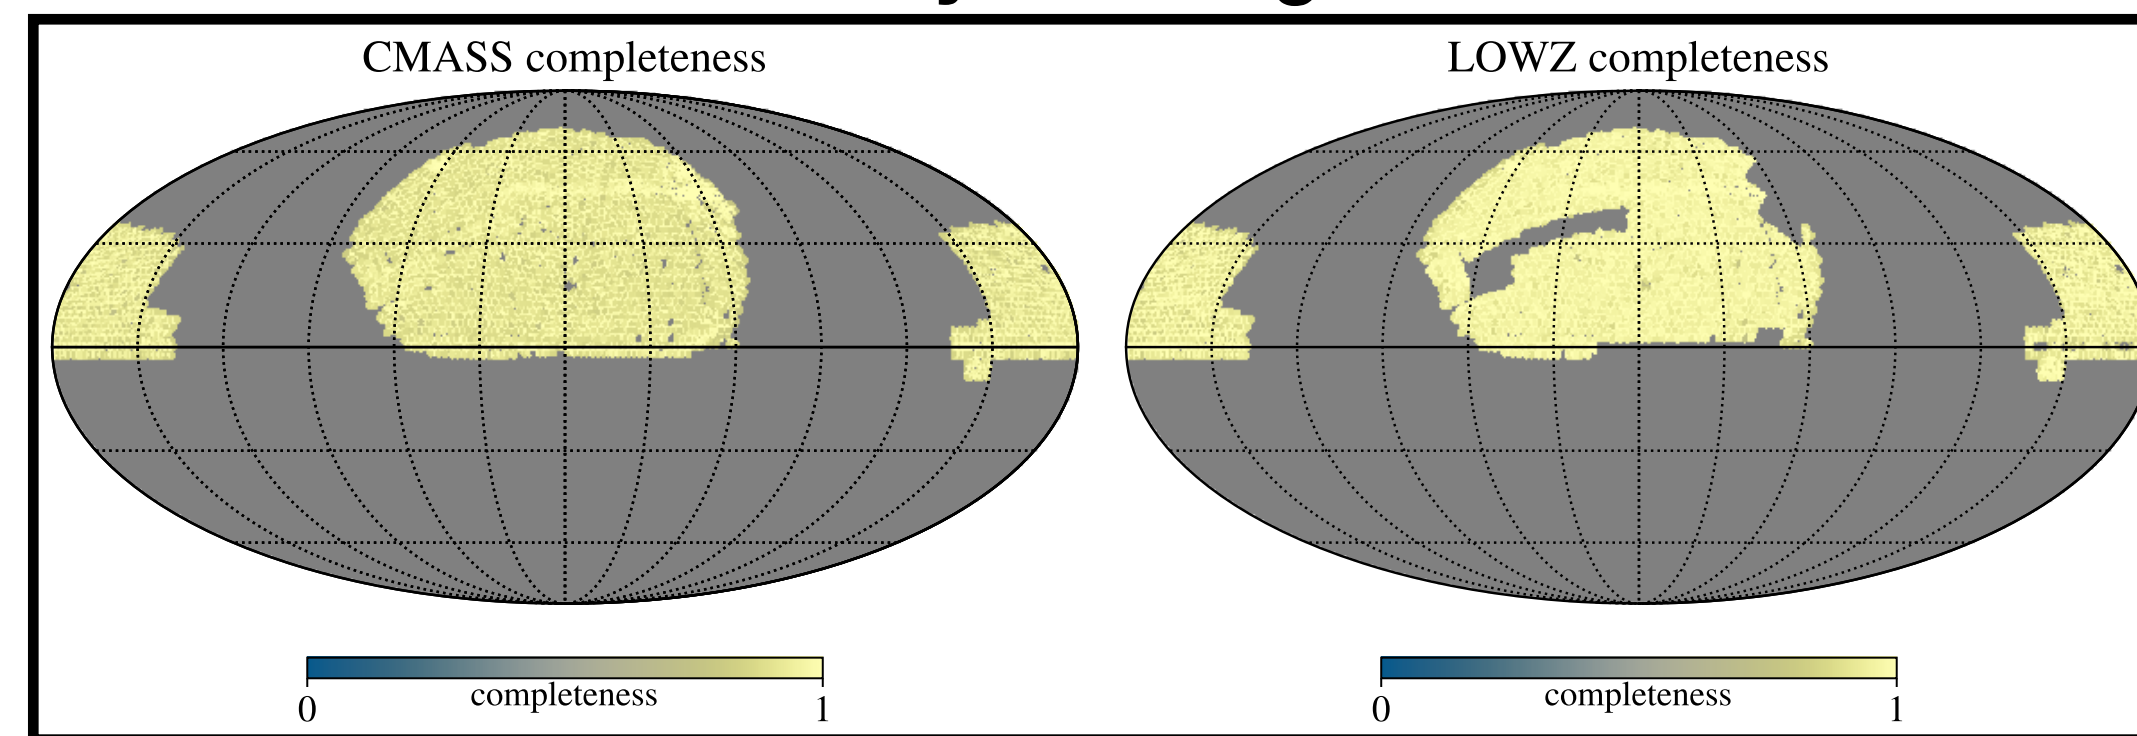 CMASS completeness
LOWZ completeness
completeness
0 1
completeness
0 1